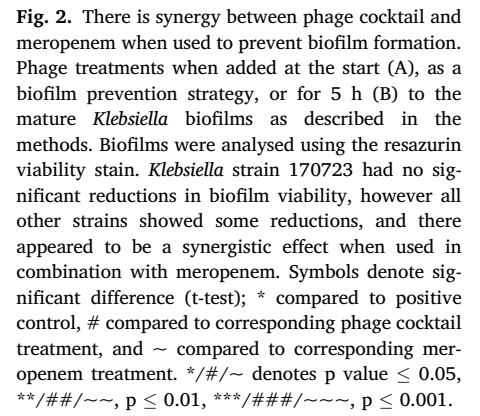 Fig. 2. There is synergy between phage cocktail and
meropenem when used to prevent biofilm formation.
Phage treatments when added at the start (A), as a
biofilm prevention strategy, or for 5 h (B) to the
mature Klebsiella biofilms as described in the
methods. Biofilms were analysed using the resazurin
viability stain. Klebsiella strain 170723 had no sig-
nificant reductions in biofilm viability, however all
other strains showed some reductions, and there
appeared to be a synergistic effect when used in
combination with meropenem. Symbols denote sig-
nificant difference (t-test); * compared to positive
control, # compared to corresponding phage cocktail
treatment, and ~ compared to corresponding mer-
openem treatment. */#/~ denotes p value ≤ 0.05,
**/##/~~, p ≤ 0.01, ***/###/~~~, p ≤ 0.001.